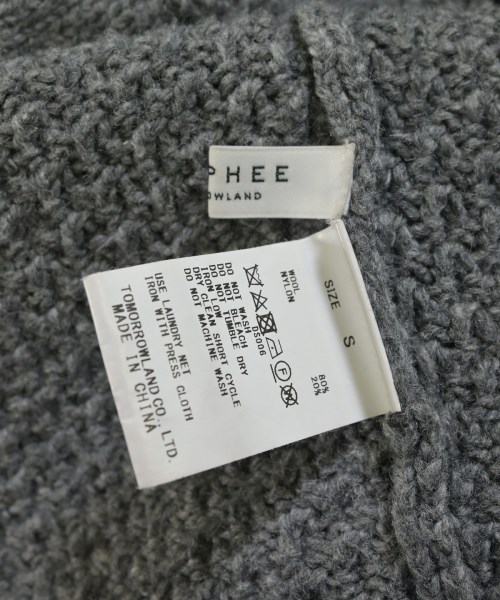 PHEE
OWLAND
SIZE S
WOOL 80%
NYLON 20%
D5006
DO NOT WASH
DO NOT BLEACH
DO NOT TUMBLE DRY
IRON LOW
DRY CLEAN SHORT CYCLE
DO NOT MACHINE WASH
USE LAUNDRY NET
IRON WITH PRESS CLOTH
TOMORROWLAND CO., LTD.
MADE IN CHINA